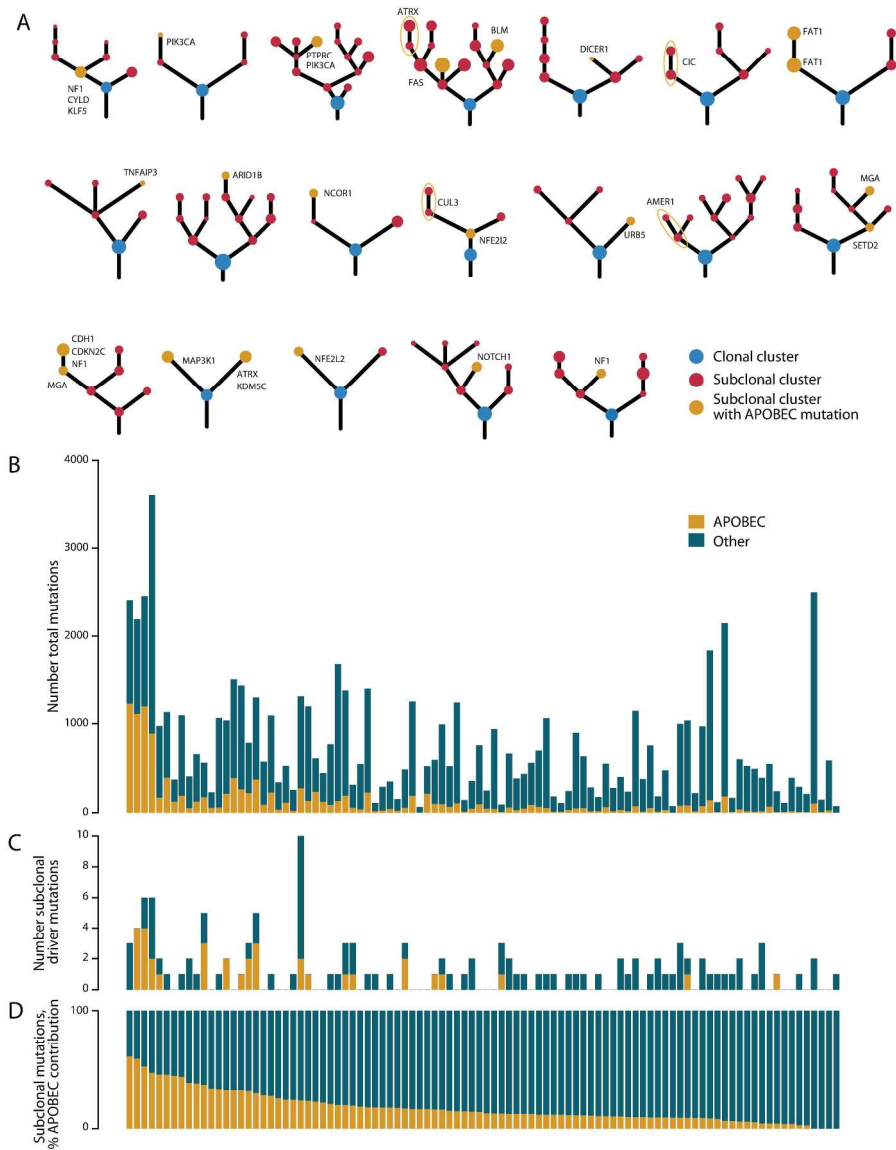 A
PIK3CA
NF1
CYLD
KLF5
PTPRC
PIK3CA
ATRX
BLM
FAS
DICER1
CIC
FAT1
FAT1
TNFAIP3
ARID1B
NCOR1
CUL3
NFE2I2
URB5
AMER1
MGA
SETD2
CDH1
CDKN2C
NF1
MGA
MAP3K1
ATRX
KDM5C
NFE2L2
NOTCH1
NF1
Clonal cluster
Subclonal cluster
Subclonal cluster
with APOBEC mutation
B
Number total mutations
4000
3000
2000
1000
0
APOBEC
Other
C
Number subclonal
driver mutations
10
8
6
4
2
0
D
Subclonal mutations,
% APOBEC contribution
100
0